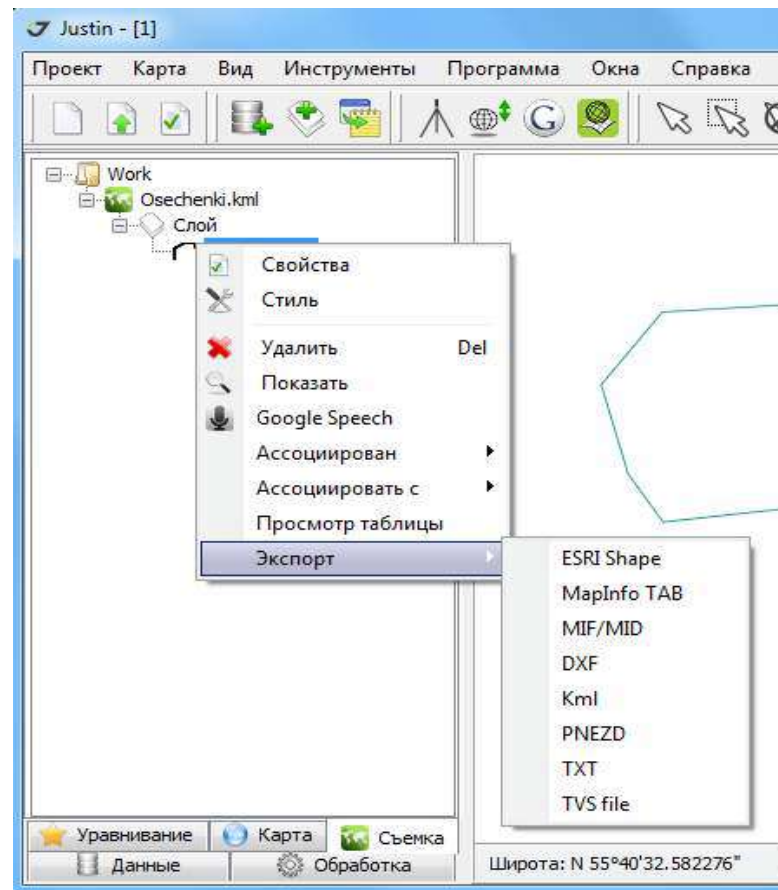 Justin - [1]
Проект Карта Вид Инструменты Программа Окна Справка
G
Work
Osechenki.kml
Слой
Свойства
Стиль
Удалить Del
Показать
Google Speech
Ассоциирован
Ассоциировать с
Просмотр таблицы
Экспорт
ESRI Shape
MapInfo TAB
MIF/MID
DXF
Kml
PNEZD
TXT
TVS file
Уравнивание Карта Съемка
Данные Обработка
Широта: N 55°40'32.582276"